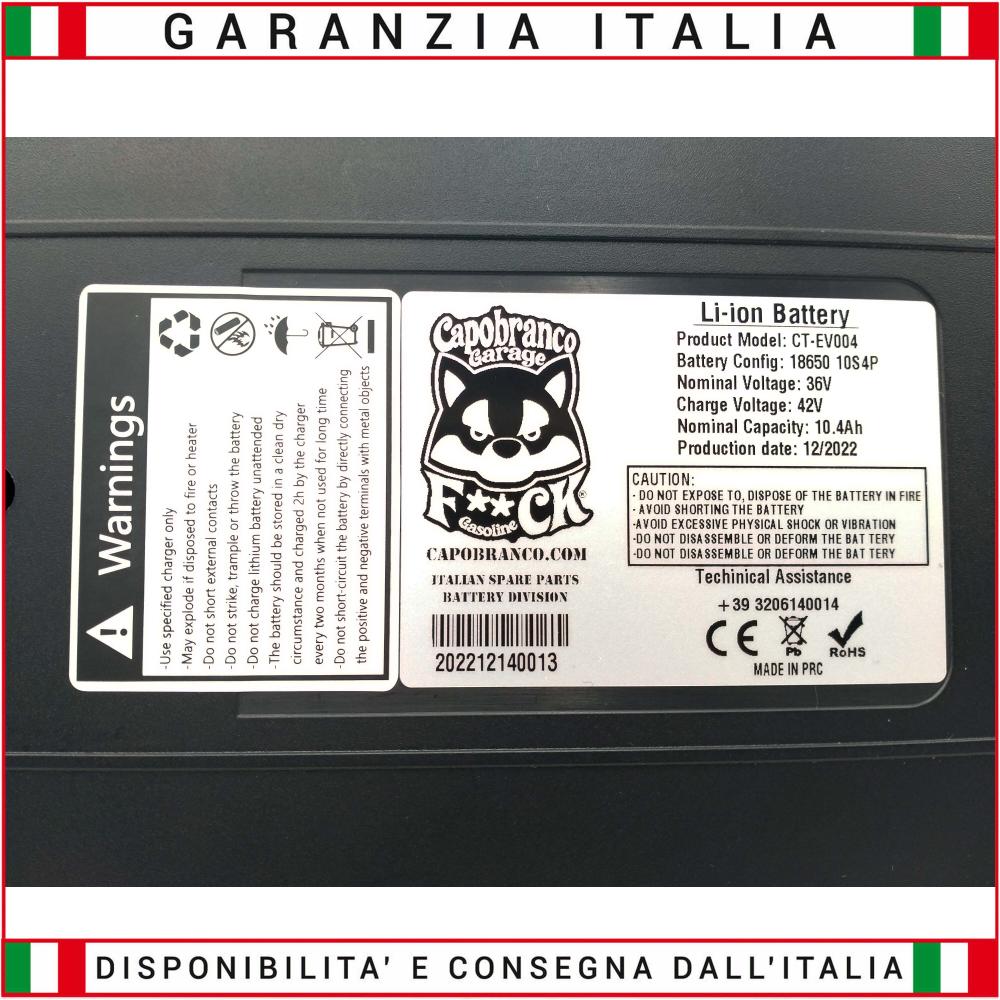 GARANZIA ITALIA
Warnings
-Use specified charger only
-May explode if disposed to fire or heater
-Do not short external contacts
-Do not strike, trample or throw the battery
-Do not charge lithium battery unattended
-The battery should be stored in a clean dry
circumstance and charged 2h by the charger
every two months when not used for long time
-Do not short-circuit the battery by directly connecting
the positive and negative terminals with metal objects
Capobranco
Garage
F**CK®
Gasoline
CAPOBRANCO.COM
ITALIAN SPARE PARTS
BATTERY DIVISION
202212140013
Li-ion Battery
Product Model: CT-EV004
Battery Config: 18650 10S4P
Nominal Voltage: 36V
Charge Voltage: 42V
Nominal Capacity: 10.4Ah
Production date: 12/2022
CAUTION:
- DO NOT EXPOSE TO, DISPOSE OF THE BATTERY IN FIRE
- AVOID SHORTING THE BATTERY
-AVOID EXCESSIVE PHYSICAL SHOCK OR VIBRATION
-DO NOT DISASSEMBLE OR DEFORM THE BAT TERY
-DO NOT DISASSEMBLE OR DEFORM THE BAT TERY
Techinical Assistance
+39 3206140014
CE Pb RoHS
MADE IN PRC
DISPONIBILITA' E CONSEGNA DALL'ITALIA